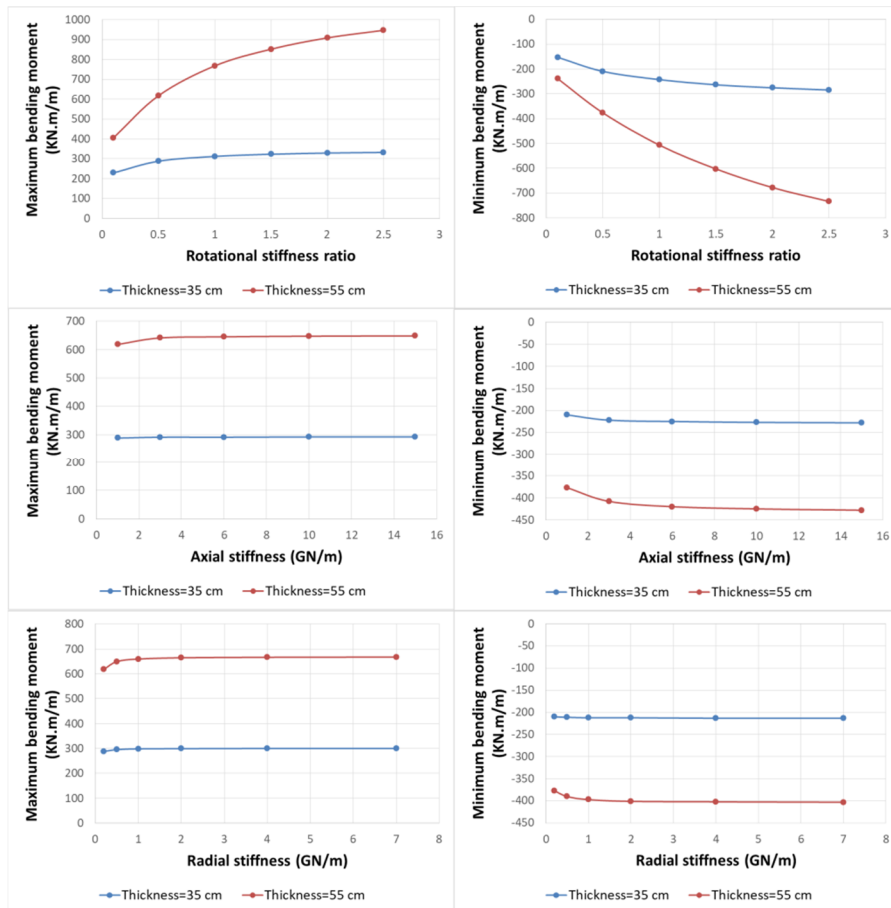 1000
900
800
700
600
500
400
300
200
100
0
Maximum bending moment
(KN.m/m)
0 0.5 1 1.5 2 2.5 3
Rotational stiffness ratio
Thickness=35 cm Thickness=55 cm
0
-100
-200
-300
-400
-500
-600
-700
-800
Minimum bending moment
(KN.m/m)
0 0.5 1 1.5 2 2.5 3
Rotational stiffness ratio
Thickness=35 cm Thickness=55 cm
700
600
500
400
300
200
100
0
Maximum bending moment
(KN.m/m)
0 2 4 6 8 10 12 14 16
Axial stiffness (GN/m)
Thickness=35 cm Thickness=55 cm
0
-50
-100
-150
-200
-250
-300
-350
-400
-450
Minimum bending moment
(KN.m/m)
0 2 4 6 8 10 12 14 16
Axial stiffness (GN/m)
Thickness=35 cm Thickness=55 cm
800
700
600
500
400
300
200
100
0
Maximum bending moment
(KN.m/m)
0 1 2 3 4 5 6 7 8
Radial stiffness (GN/m)
Thickness=35 cm Thickness=55 cm
0
-50
-100
-150
-200
-250
-300
-350
-400
-450
Minimum bending moment
(KN.m/m)
0 1 2 3 4 5 6 7 8
Radial stiffness (GN/m)
Thickness=35 cm Thickness=55 cm